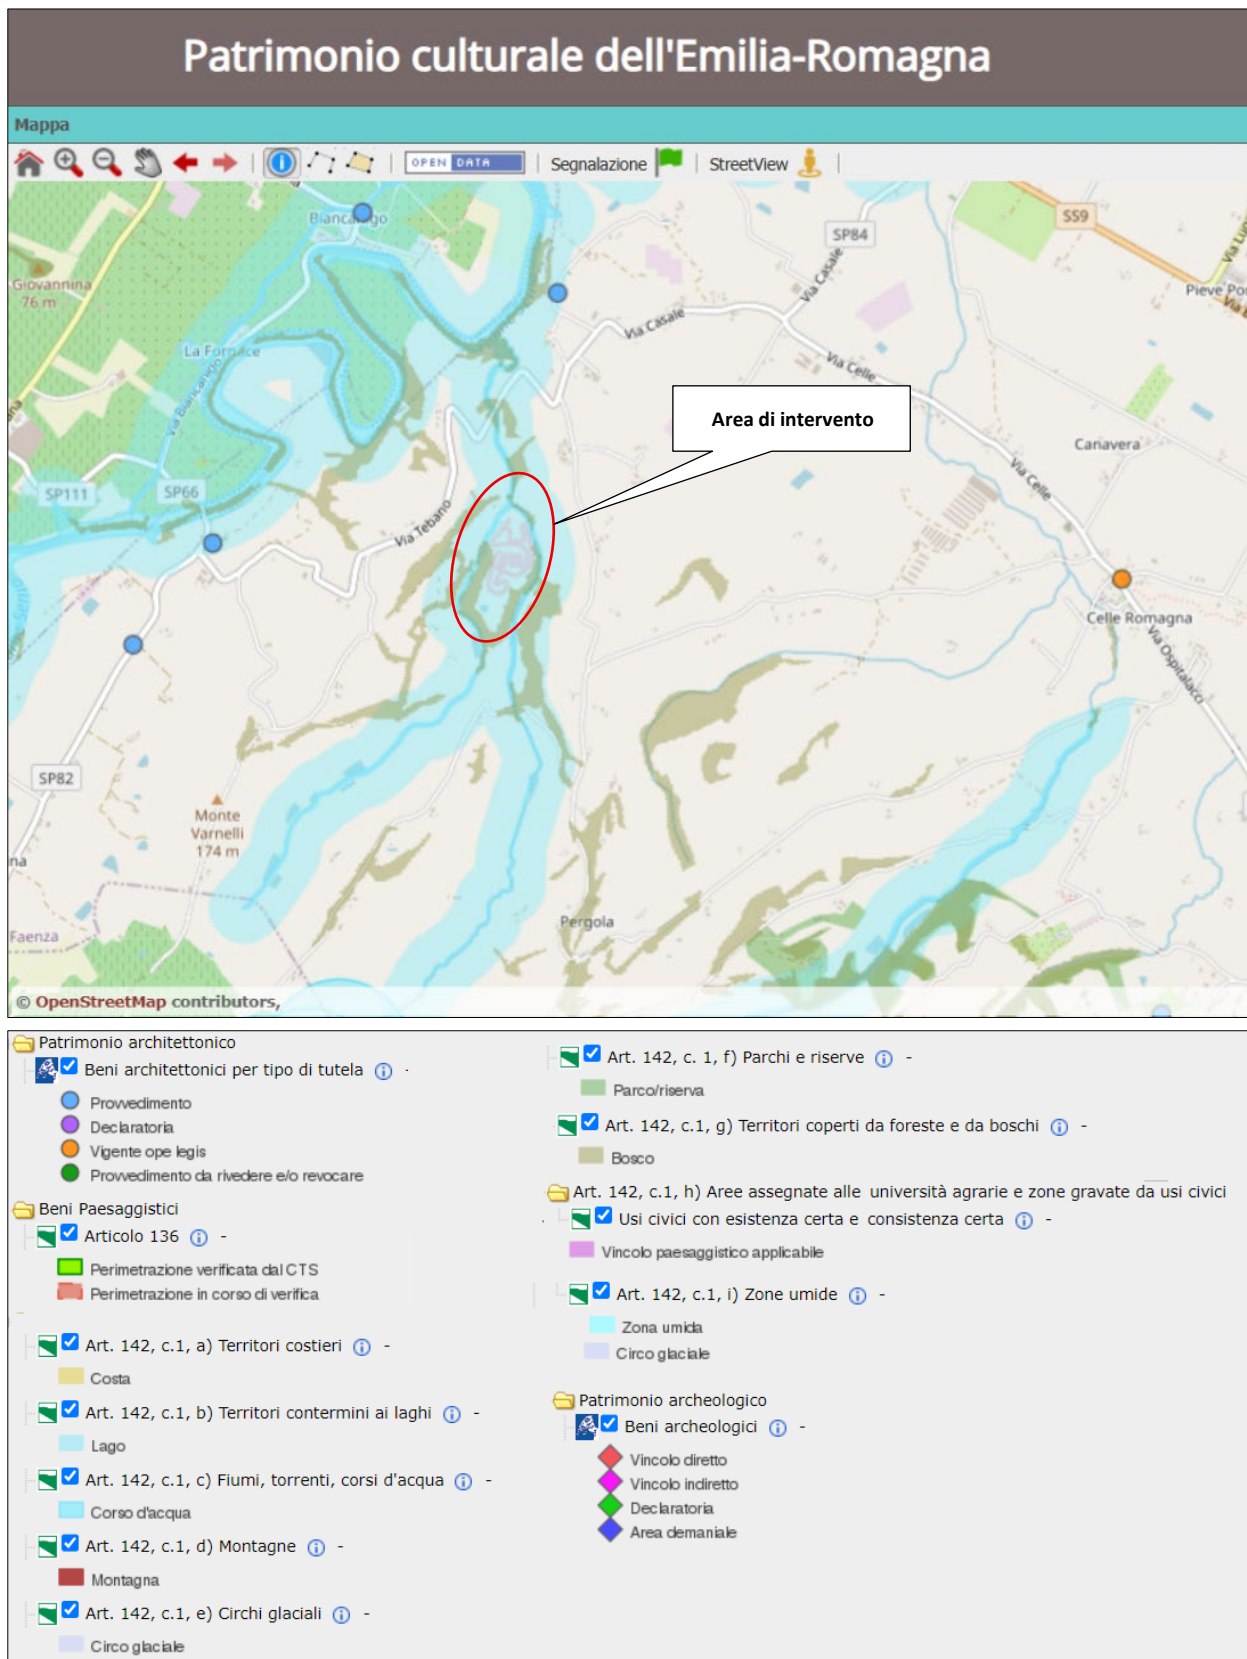 Patrimonio culturale dell'Emilia-Romagna
Mappa
OPEN DATA
Segnalazione
StreetView
Biancanigo
SS9
SP84
Via Casale
Giovannina
76 m
Pieve Po
Via Casale
La Fornace
Via Biancanigo
Via Celle
Area di intervento
Canavera
SP111
SP66
Via Celle
Via Tebano
Celle Romagna
Via Ospitalacci
SP82
Monte
Varnelli
174 m
na
Pergola
Faenza
© OpenStreetMap contributors,
Patrimonio architettonico
Beni architettonici per tipo di tutela -
Provvedimento
Declaratoria
Vigente ope legis
Provvedimento da rivedere e/o revocare
Beni Paesaggistici
Articolo 136 -
Perimetrazione verificata dal CTS
Perimetrazione in corso di verifica
Art. 142, c.1, a) Territori costieri -
Costa
Art. 142, c.1, b) Territori contermini ai laghi -
Lago
Art. 142, c.1, c) Fiumi, torrenti, corsi d'acqua -
Corso d'acqua
Art. 142, c.1, d) Montagne -
Montagna
Art. 142, c.1, e) Circhi glaciali -
Circo glaciale
Art. 142, c. 1, f) Parchi e riserve -
Parco/riserva
Art. 142, c.1, g) Territori coperti da foreste e da boschi -
Bosco
Art. 142, c.1, h) Aree assegnate alle università agrarie e zone gravate da usi civici
Usi civici con esistenza certa e consistenza certa -
Vincolo paesaggistico applicabile
Art. 142, c.1, i) Zone umide -
Zona umida
Circo glaciale
Patrimonio archeologico
Beni archeologici -
Vincolo diretto
Vincolo indiretto
Declaratoria
Area demaniale